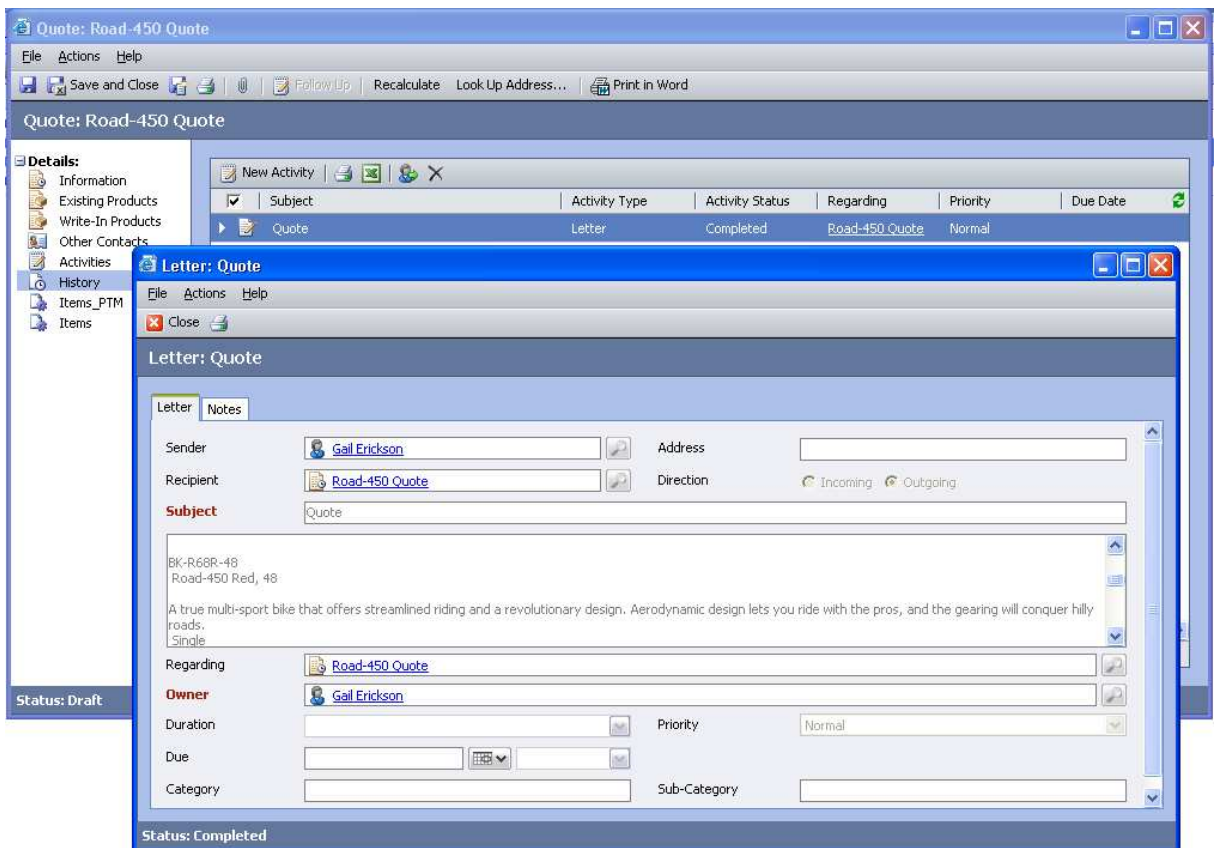 Quote: Road-450 Quote
File Actions Help
Save and Close Follow Up Recalculate Look Up Address... Print in Word
Quote: Road-450 Quote
Details:
Information
Existing Products
Write-In Products
Other Contacts
Activities
History
Items_PTM
Items
New Activity
Subject Activity Type Activity Status Regarding Priority Due Date
Quote Letter Completed Road-450 Quote Normal
Status: Draft
Letter: Quote
File Actions Help
Close
Letter: Quote
Letter Notes
Sender Gail Erickson Address
Recipient Road-450 Quote Direction Incoming Outgoing
Subject Quote
BK-R68R-48
Road-450 Red, 48
A true multi-sport bike that offers streamlined riding and a revolutionary design. Aerodynamic design lets you ride with the pros, and the gearing will conquer hilly
roads.
Single
Regarding Road-450 Quote
Owner Gail Erickson
Duration Priority Normal
Due
Category Sub-Category
Status: Completed